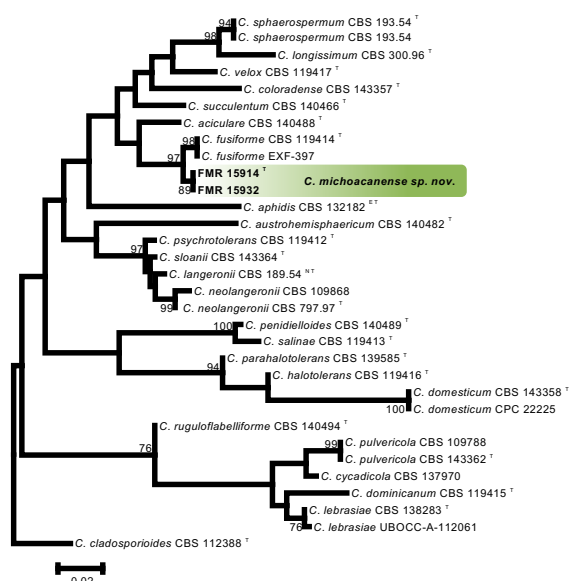 94 C. sphaerospermum CBS 193.54 T
98 C. sphaerospermum CBS 193.54
C. longissimum CBS 300.96 T
C. velox CBS 119417 T
C. coloradense CBS 143357 T
C. succulentum CBS 140466 T
C. aciculare CBS 140488 T
98 C. fusiforme CBS 119414 T
97 C. fusiforme EXF-397
FMR 15914 T
C. michoacanense sp. nov.
89 FMR 15932
C. aphidis CBS 132182 ET
C. austrohemisphaericum CBS 140482 T
97 C. psychrotolerans CBS 119412 T
C. sloanii CBS 143364 T
C. langeronii CBS 189.54 NT
C. neolangeronii CBS 109868
99 C. neolangeronii CBS 797.97 T
100 C. penidielloides CBS 140489 T
C. salinae CBS 119413 T
C. parahalotolerans CBS 139585 T
94 C. halotolerans CBS 119416 T
C. domesticum CBS 143358 T
100 C. domesticum CPC 22225
C. ruguloflabelliforme CBS 140494 T
76
99 C. pulvericola CBS 109788
C. pulvericola CBS 143362 T
C. cycadicola CBS 137970
C. dominicanum CBS 119415 T
C. lebrasiae CBS 138283 T
76 C. lebrasiae UBOCC-A-112061
C. cladosporioides CBS 112388 T